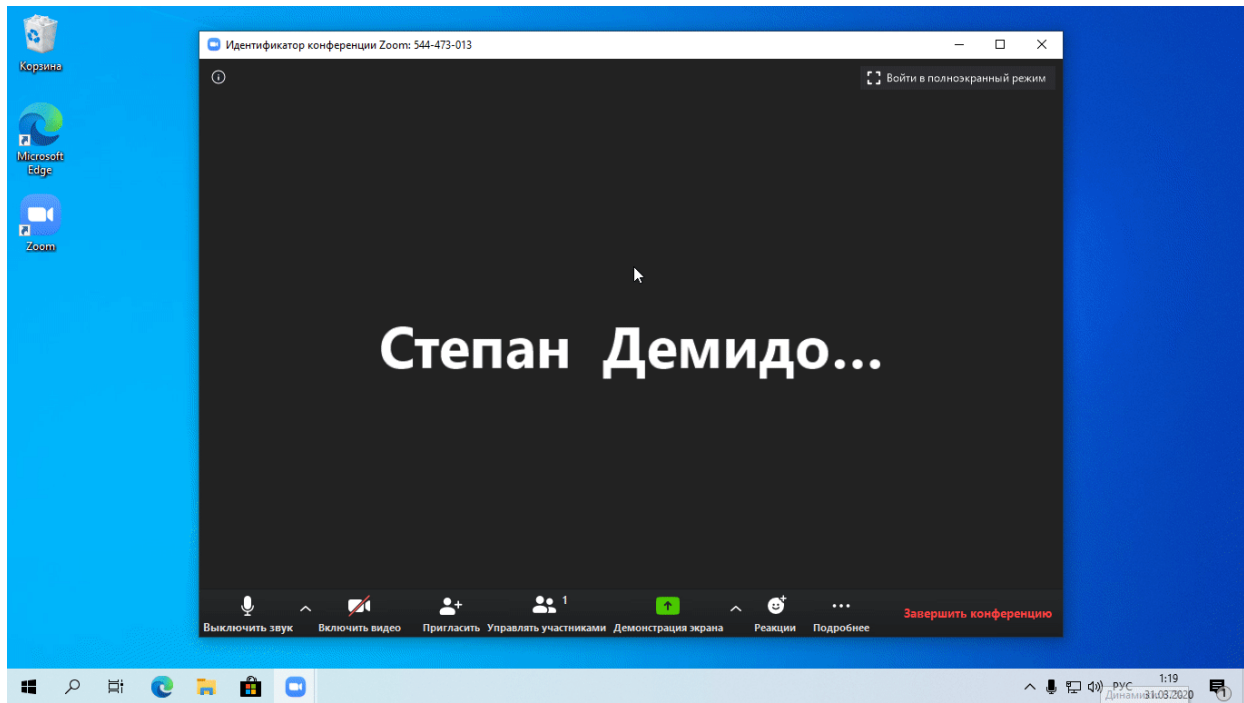 Корзина
Microsoft
Edge
Zoom
Идентификатор конференции Zoom: 544-473-013
Войти в полноэкранный режим
Степан Демидо...
1
Выключить звук
Включить видео
Пригласить
Управлять участниками
Демонстрация экрана
Реакции
Подробнее
Завершить конференцию
РУС
1:19
31.03.2020
1